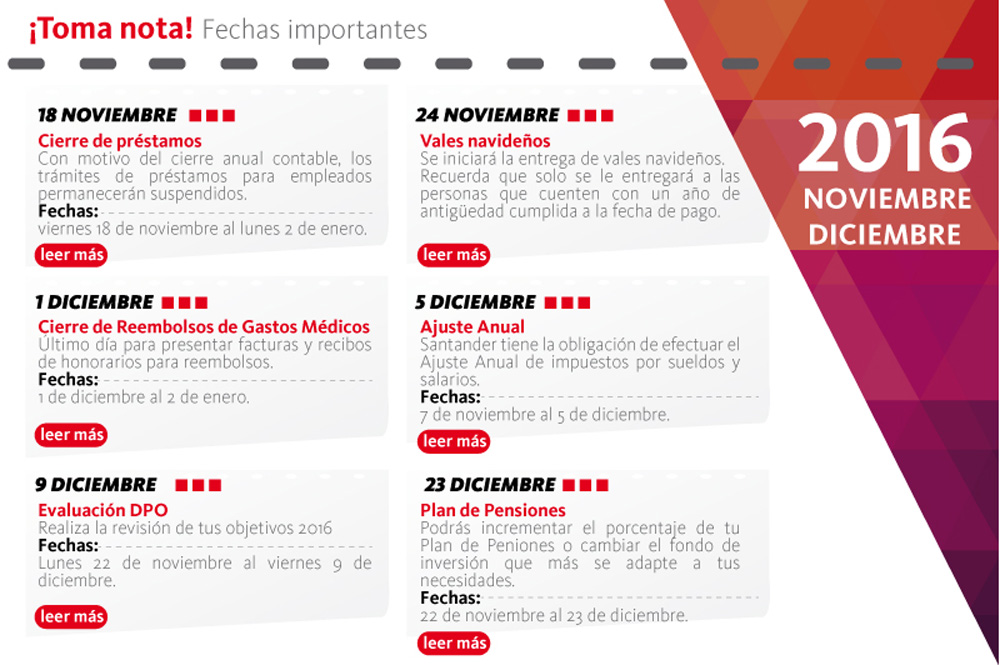 ¡Toma nota! Fechas importantes
18 NOVIEMBRE
Cierre de préstamos
Con motivo del cierre anual contable, los
trámites de préstamos para empleados
permanecerán suspendidos.
Fechas:
viernes 18 de noviembre al lunes 2 de enero.
leer más
24 NOVIEMBRE
Vales navideños
Se iniciará la entrega de vales navideños.
Recuerda que solo se le entregará a las
personas que cuenten con un año de
antigüedad cumplida a la fecha de pago.
leer más
2016
NOVIEMBRE
DICIEMBRE
1 DICIEMBRE
Cierre de Reembolsos de Gastos Médicos
Último día para presentar facturas y recibos
de honorarios para reembolsos.
Fechas:
1 de diciembre al 2 de enero.
leer más
5 DICIEMBRE
Ajuste Anual
Santander tiene la obligación de efectuar el
Ajuste Anual de impuestos por sueldos y
salarios.
Fechas:
7 de noviembre al 5 de diciembre.
leer más
9 DICIEMBRE
Evaluación DPO
Realiza la revisión de tus objetivos 2016
Fechas:
Lunes 22 de noviembre al viernes 9 de
diciembre.
leer más
23 DICIEMBRE
Plan de Pensiones
Podrás incrementar el porcentaje de tu
Plan de Peniones o cambiar el fondo de
inversión que más se adapte a tus
necesidades.
Fechas:
22 de noviembre al 23 de diciembre.
leer más